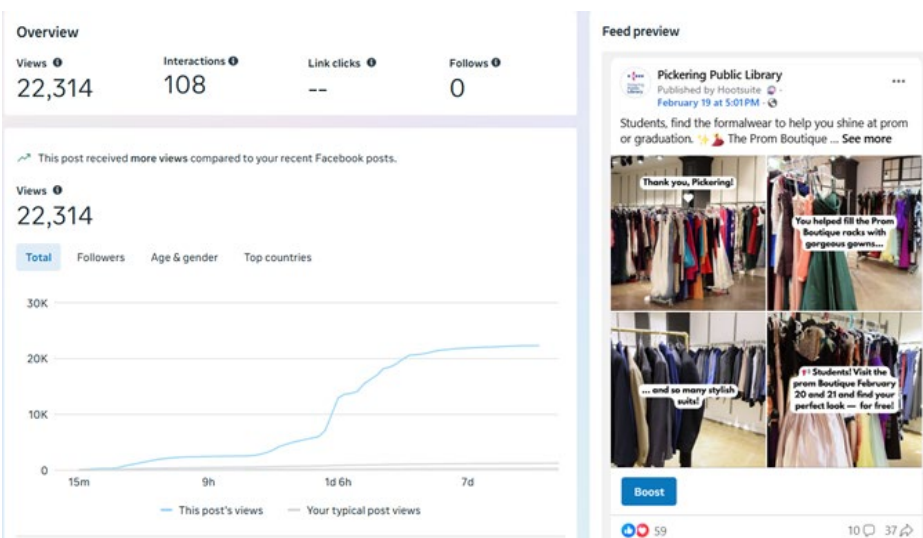 Overview
Views
22,314
Interactions
108
Link clicks
--
Follows
0
This post received more views compared to your recent Facebook posts.
Views
22,314
Total Followers Age & gender Top countries
30K
20K
10K
0
15m 9h 1d 6h 7d
This post's views Your typical post views
Feed preview
Pickering Public Library
Published by Hootsuite
February 19 at 5:01 PM ·
Students, find the formalwear to help you shine at prom
or graduation. ✨💃 The Prom Boutique ... See more
Thank you, Pickering!
You helped fill the Prom
Boutique racks with
gorgeous gowns...
... and so many stylish
suits!
Students! Visit the
prom Boutique February
20 and 21 and find your
perfect look — for free!
Boost
59
10 37